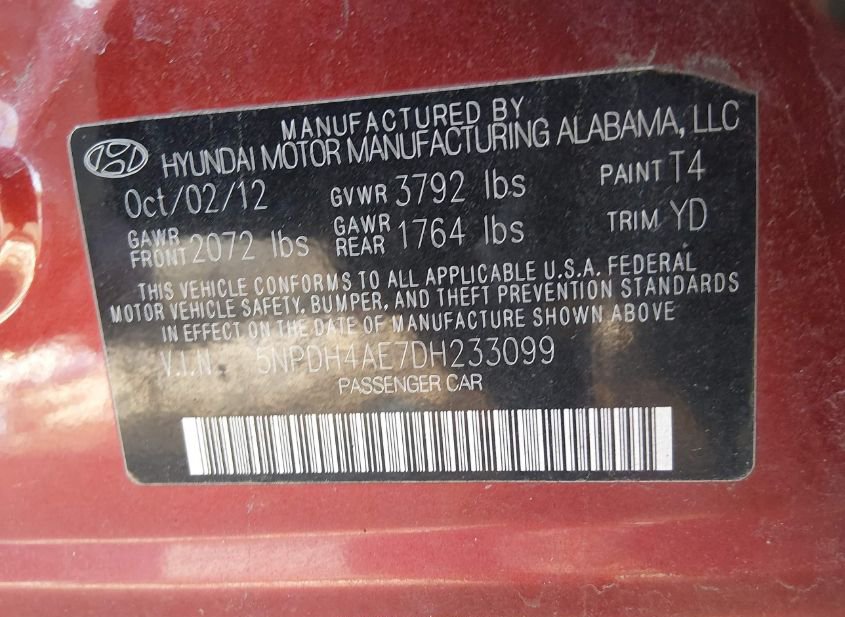 MANUFACTURED BY
HYUNDAI MOTOR MANUFACTURING ALABAMA, LLC
Oct/02/12 GVWR 3792 lbs PAINT T4
GAWR FRONT 2072 lbs GAWR REAR 1764 lbs TRIM YD
THIS VEHICLE CONFORMS TO ALL APPLICABLE U.S.A. FEDERAL
MOTOR VEHICLE SAFETY, BUMPER, AND THEFT PREVENTION STANDARDS
IN EFFECT ON THE DATE OF MANUFACTURE SHOWN ABOVE
V.I.N. 5NPDH4AE7DH233099
PASSENGER CAR